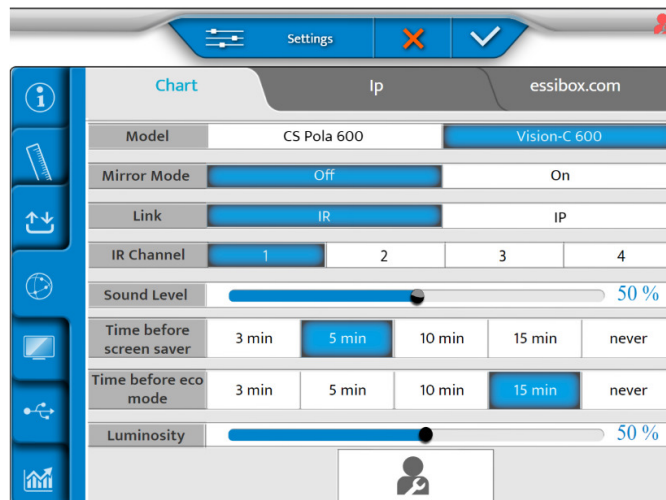 Settings
Chart Ip essibox.com
Model CS Pola 600 Vision-C 600
Mirror Mode Off On
Link IR IP
IR Channel 1 2 3 4
Sound Level 50 %
Time before screen saver 3 min 5 min 10 min 15 min never
Time before eco mode 3 min 5 min 10 min 15 min never
Luminosity 50 %